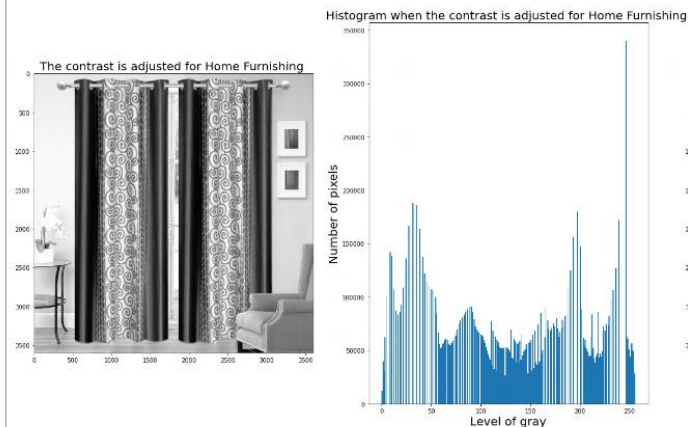 Histogram when the contrast is adjusted for Home Furnishing
The contrast is adjusted for Home Furnishing
0
500
1000
1500
2000
2500
3000
3500
0 500 1000 1500 2000 2500 3000 3500
Number of pixels
350000
300000
250000
200000
150000
100000
50000
0
0 50 100 150 200 250
Level of gray